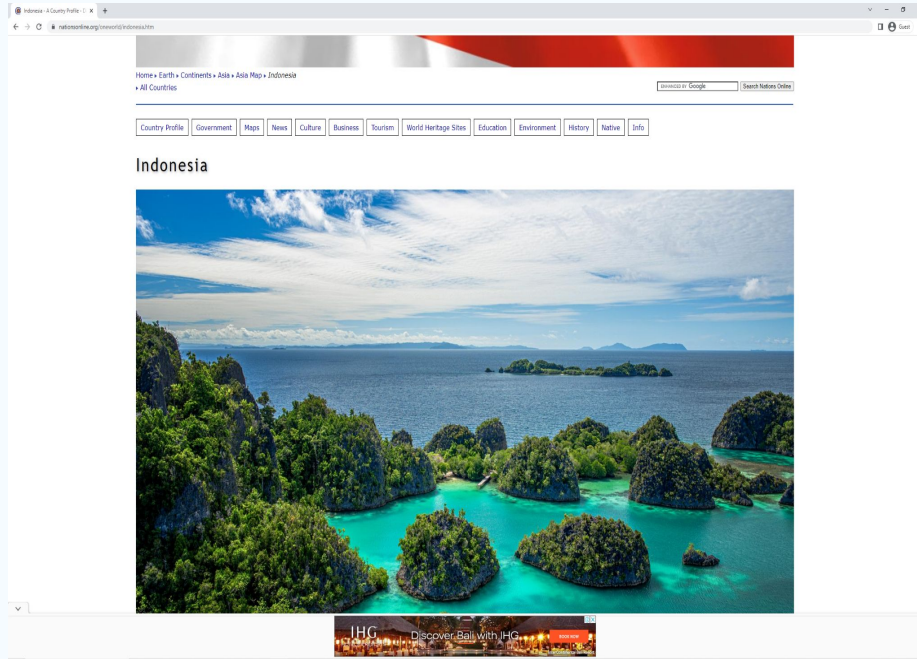 Indonesia - A Country Profile - D
nationsonline.org/oneworld/indonesia.htm
Guest
Home ▸ Earth ▸ Continents ▸ Asia ▸ Asia Map ▸ Indonesia
▸ All Countries
ENHANCED BY Google
Search Nations Online
Country Profile Government Maps News Culture Business Tourism World Heritage Sites Education Environment History Native Info
Indonesia
IHG
Discover Bali with IHG
BOOK NOW